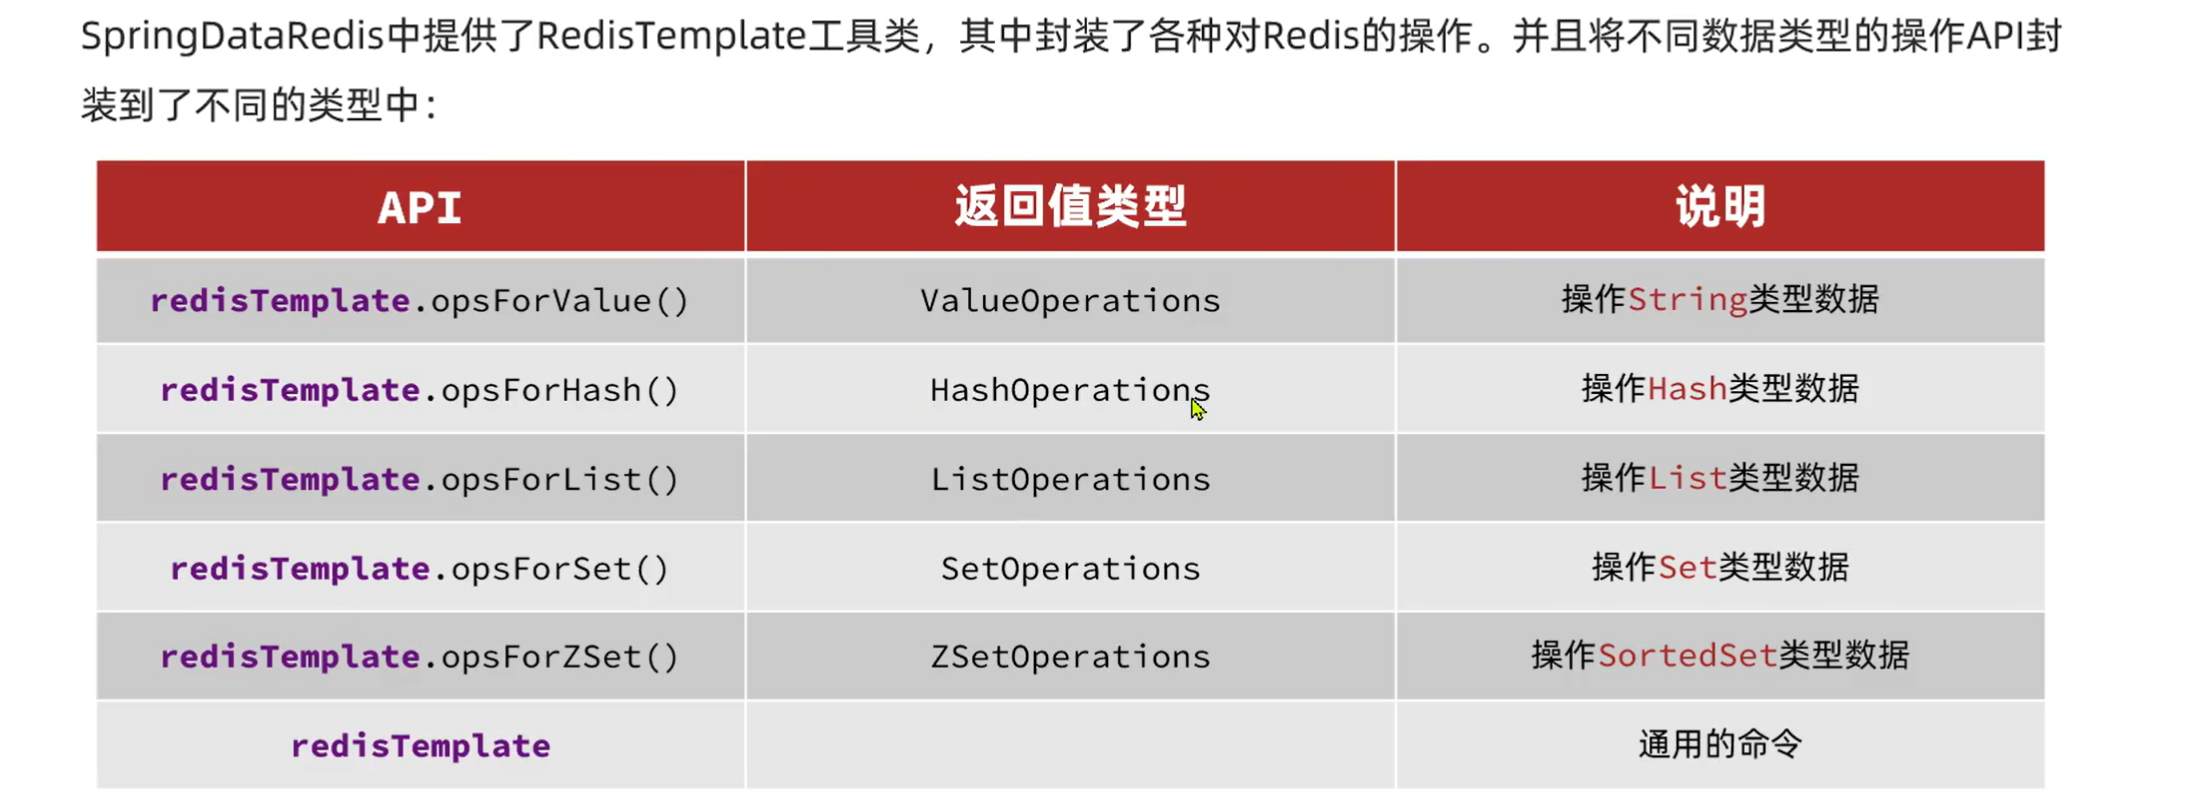 SpringDataRedis中提供了RedisTemplate工具类，其中封装了各种对Redis的操作。并且将不同数据类型的操作API封
装到了不同的类型中：
API 返回值类型 说明
redisTemplate.opsForValue() ValueOperations 操作String类型数据
redisTemplate.opsForHash() HashOperations 操作Hash类型数据
redisTemplate.opsForList() ListOperations 操作List类型数据
redisTemplate.opsForSet() SetOperations 操作Set类型数据
redisTemplate.opsForZSet() ZSetOperations 操作SortedSet类型数据
redisTemplate 通用的命令